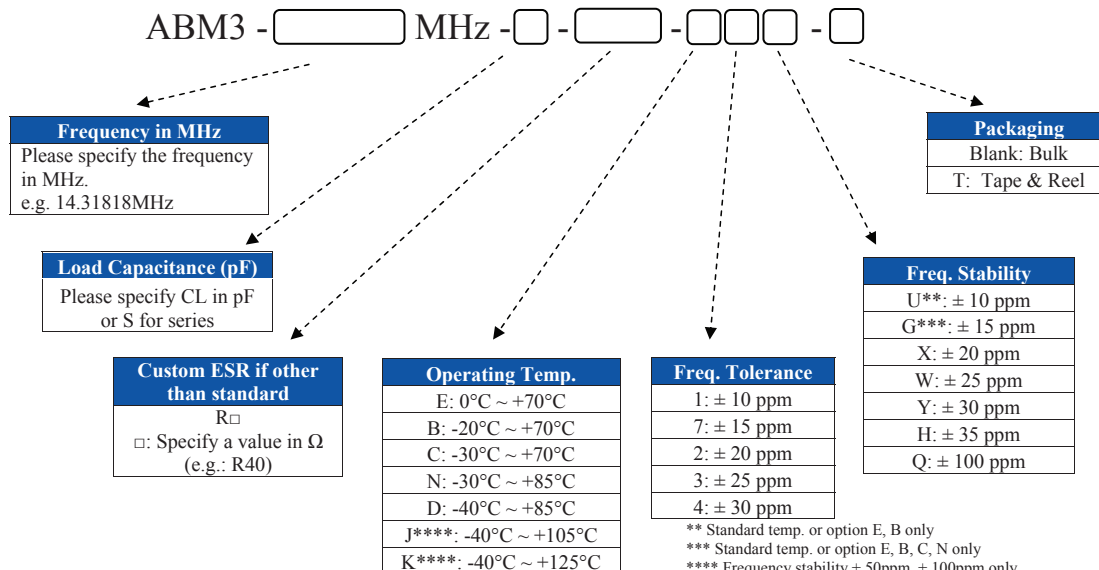 ABM3 - MHz - - - -
Frequency in MHz
Please specify the frequency
in MHz.
e.g. 14.31818MHz
Packaging
Blank: Bulk
T: Tape & Reel
Load Capacitance (pF)
Please specify CL in pF
or S for series
Custom ESR if other
than standard
R□
□: Specify a value in Ω
(e.g.: R40)
Operating Temp.
E: 0°C ~ +70°C
B: -20°C ~ +70°C
C: -30°C ~ +70°C
N: -30°C ~ +85°C
D: -40°C ~ +85°C
J****: -40°C ~ +105°C
K****: -40°C ~ +125°C
Freq. Tolerance
1: ± 10 ppm
7: ± 15 ppm
2: ± 20 ppm
3: ± 25 ppm
4: ± 30 ppm
Freq. Stability
U**: ± 10 ppm
G***: ± 15 ppm
X: ± 20 ppm
W: ± 25 ppm
Y: ± 30 ppm
H: ± 35 ppm
Q: ± 100 ppm
** Standard temp. or option E, B only
*** Standard temp. or option E, B, C, N only
**** Frequency stability ± 50ppm, ± 100ppm only